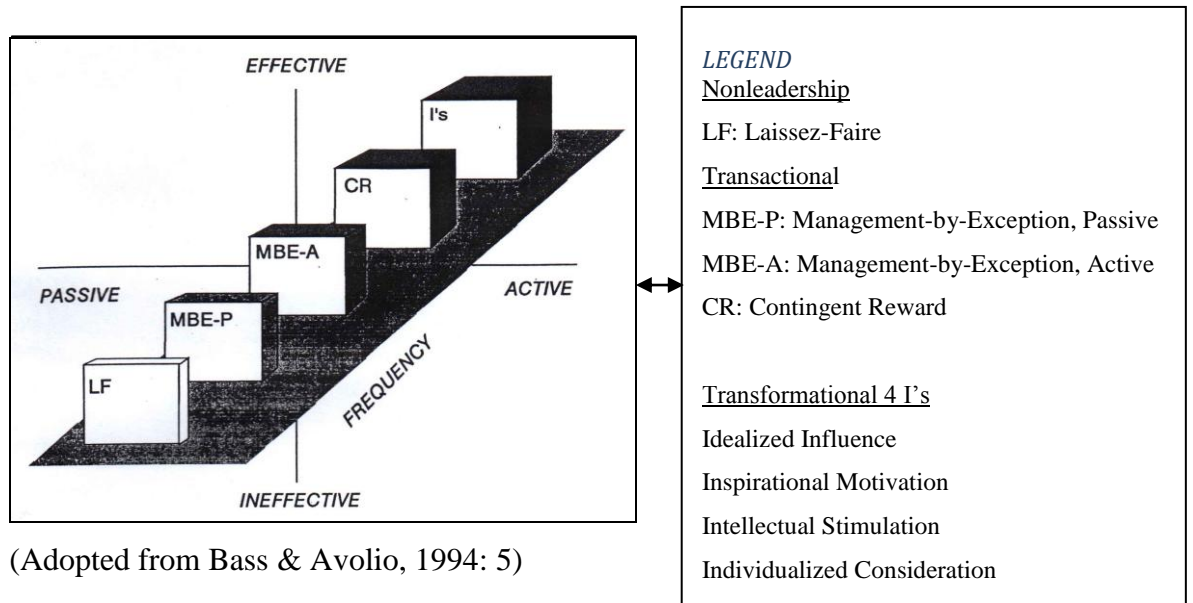 EFFECTIVE
I's
CR
MBE-A
PASSIVE
ACTIVE
MBE-P
LF
FREQUENCY
INEFFECTIVE
(Adopted from Bass & Avolio, 1994: 5)
LEGEND
Nonleadership
LF: Laissez-Faire
Transactional
MBE-P: Management-by-Exception, Passive
MBE-A: Management-by-Exception, Active
CR: Contingent Reward
Transformational 4 I's
Idealized Influence
Inspirational Motivation
Intellectual Stimulation
Individualized Consideration